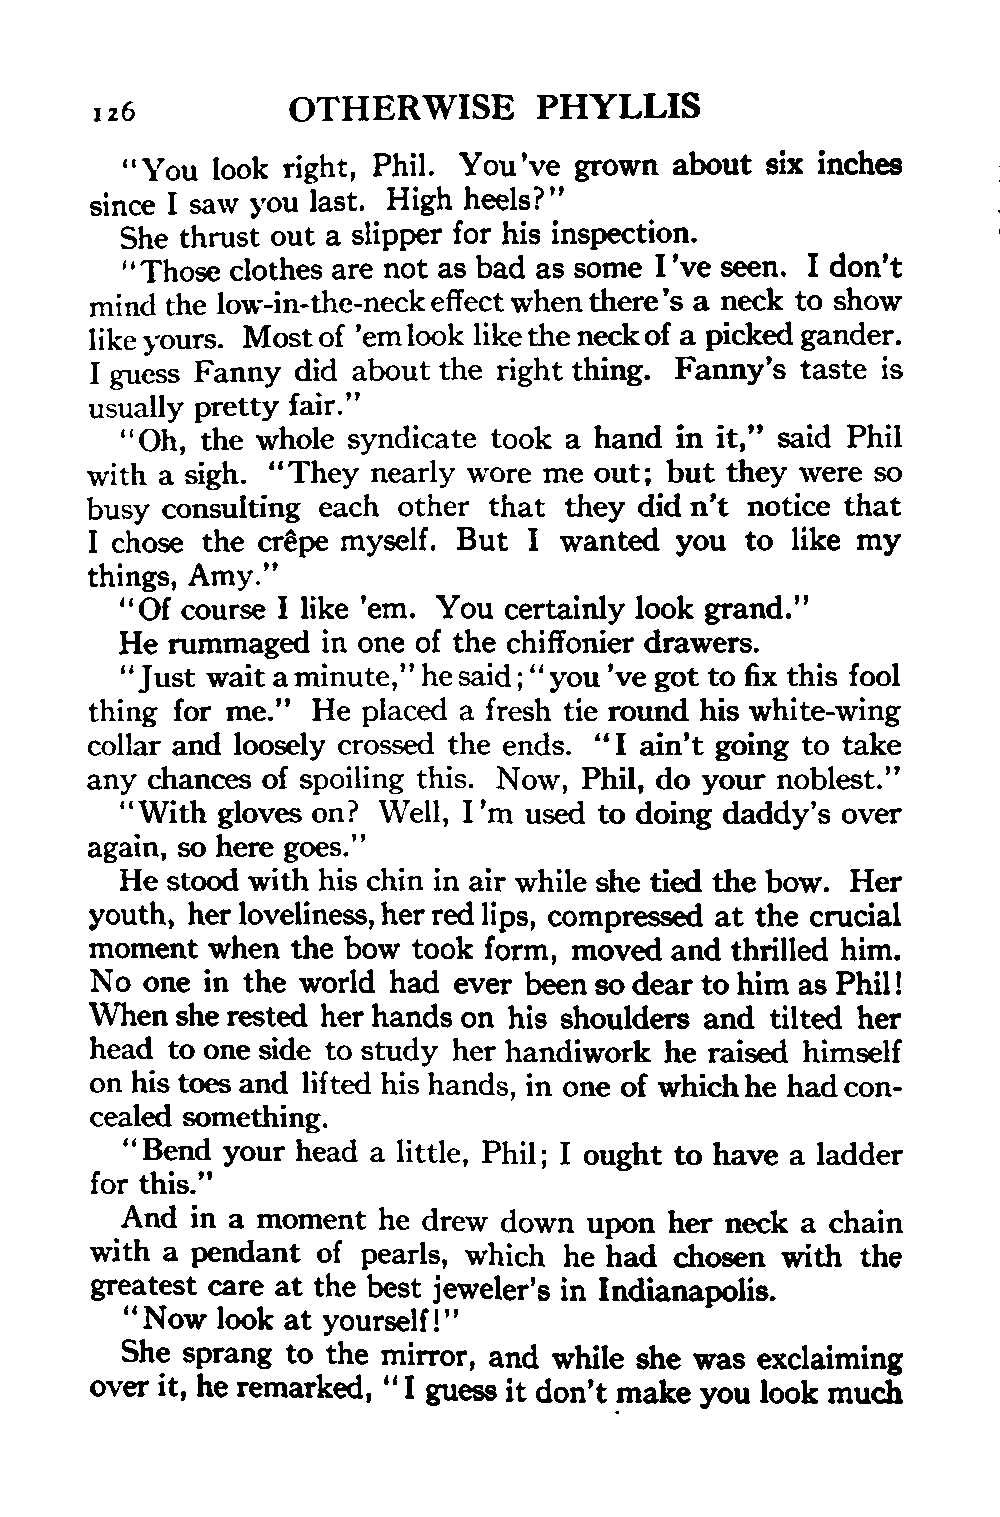 126 OTHERWISE PHYLLIS
"You look right, Phil. You've grown about six inches
since I saw you last. High heels?"
She thrust out a slipper for his inspection.
"Those clothes are not as bad as some I've seen. I don't
mind the low-in-the-neck effect when there's a neck to show
like yours. Most of 'em look like the neck of a picked gander.
I guess Fanny did about the right thing. Fanny's taste is
usually pretty fair."
"Oh, the whole syndicate took a hand in it," said Phil
with a sigh. "They nearly wore me out; but they were so
busy consulting each other that they did n't notice that
I chose the crêpe myself. But I wanted you to like my
things, Amy."
"Of course I like 'em. You certainly look grand."
He rummaged in one of the chiffonier drawers.
"Just wait a minute," he said; "you 've got to fix this fool
thing for me." He placed a fresh tie round his white-wing
collar and loosely crossed the ends. "I ain't going to take
any chances of spoiling this. Now, Phil, do your noblest."
"With gloves on? Well, I'm used to doing daddy's over
again, so here goes."
He stood with his chin in air while she tied the bow. Her
youth, her loveliness, her red lips, compressed at the crucial
moment when the bow took form, moved and thrilled him.
No one in the world had ever been so dear to him as Phil!
When she rested her hands on his shoulders and tilted her
head to one side to study her handiwork he raised himself
on his toes and lifted his hands, in one of which he had con-
cealed something.
"Bend your head a little, Phil; I ought to have a ladder
for this."
And in a moment he drew down upon her neck a chain
with a pendant of pearls, which he had chosen with the
greatest care at the best jeweler's in Indianapolis.
"Now look at yourself!"
She sprang to the mirror, and while she was exclaiming
over it, he remarked, "I guess it don't make you look much